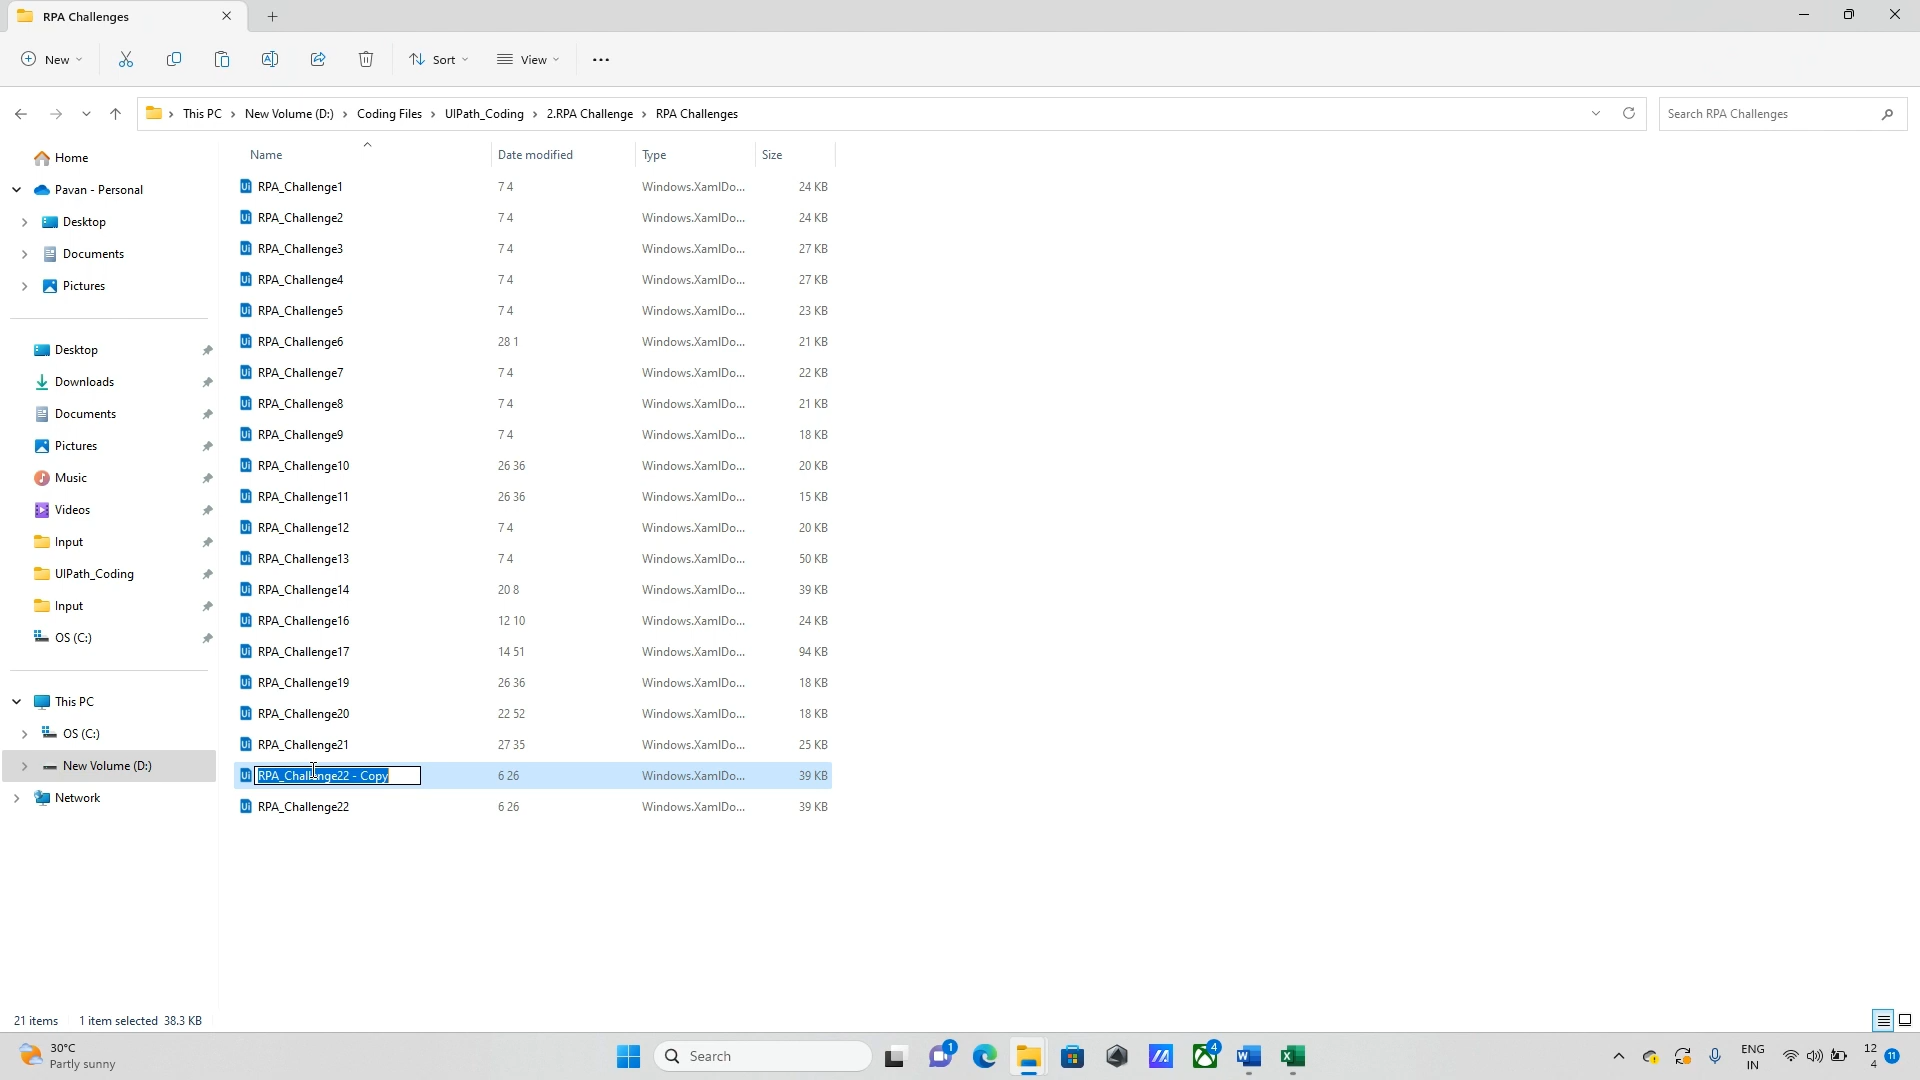 RPA Challenges
New
Sort
View
This PC > New Volume (D:) > Coding Files > UIPath_Coding > 2.RPA Challenge > RPA Challenges
Search RPA Challenges
Home
Pavan - Personal
Desktop
Documents
Pictures
Desktop
Downloads
Documents
Pictures
Music
Videos
Input
UIPath_Coding
Input
OS (C:)
This PC
OS (C:)
New Volume (D:)
Network
Name Date modified Type Size
RPA_Challenge1 7 4 Windows.XamlDo... 24 KB
RPA_Challenge2 7 4 Windows.XamlDo... 24 KB
RPA_Challenge3 7 4 Windows.XamlDo... 27 KB
RPA_Challenge4 7 4 Windows.XamlDo... 27 KB
RPA_Challenge5 7 4 Windows.XamlDo... 23 KB
RPA_Challenge6 28 1 Windows.XamlDo... 21 KB
RPA_Challenge7 7 4 Windows.XamlDo... 22 KB
RPA_Challenge8 7 4 Windows.XamlDo... 21 KB
RPA_Challenge9 7 4 Windows.XamlDo... 18 KB
RPA_Challenge10 26 36 Windows.XamlDo... 20 KB
RPA_Challenge11 26 36 Windows.XamlDo... 15 KB
RPA_Challenge12 7 4 Windows.XamlDo... 20 KB
RPA_Challenge13 7 4 Windows.XamlDo... 50 KB
RPA_Challenge14 20 8 Windows.XamlDo... 39 KB
RPA_Challenge16 12 10 Windows.XamlDo... 24 KB
RPA_Challenge17 14 51 Windows.XamlDo... 94 KB
RPA_Challenge19 26 36 Windows.XamlDo... 18 KB
RPA_Challenge20 22 52 Windows.XamlDo... 18 KB
RPA_Challenge21 27 35 Windows.XamlDo... 25 KB
RPA_Challenge22 - Copy 6 26 Windows.XamlDo... 39 KB
RPA_Challenge22 6 26 Windows.XamlDo... 39 KB
21 items 1 item selected 38.3 KB
30°C
Partly sunny
Search
1
4
ENG
IN
12
4
11